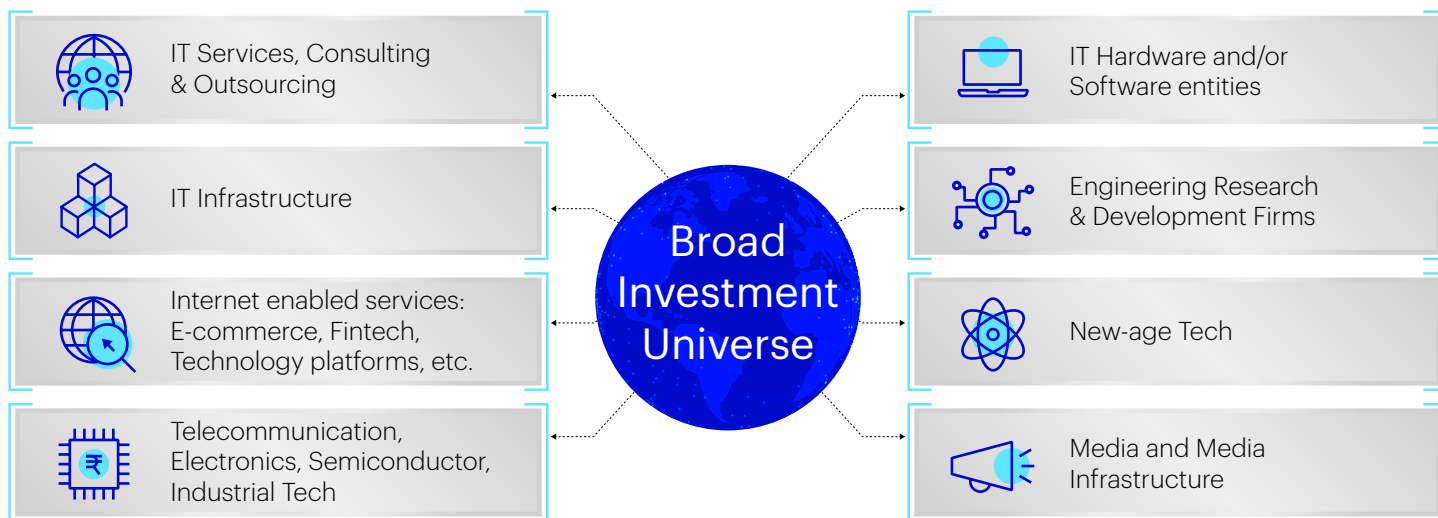 IT Services, Consulting
& Outsourcing
IT Infrastructure
Internet enabled services:
E-commerce, Fintech,
Technology platforms, etc.
₹
Telecommunication,
Electronics, Semiconductor,
Industrial Tech
Broad
Investment
Universe
IT Hardware and/or
Software entities
Engineering Research
& Development Firms
New-age Tech
Media and Media
Infrastructure